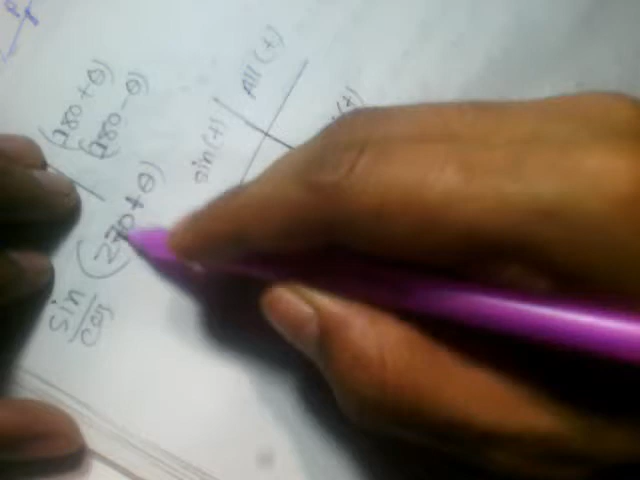 (180+θ)
(180-θ)
sin (270+θ)
cos
All (+)
sin (+)
(+)